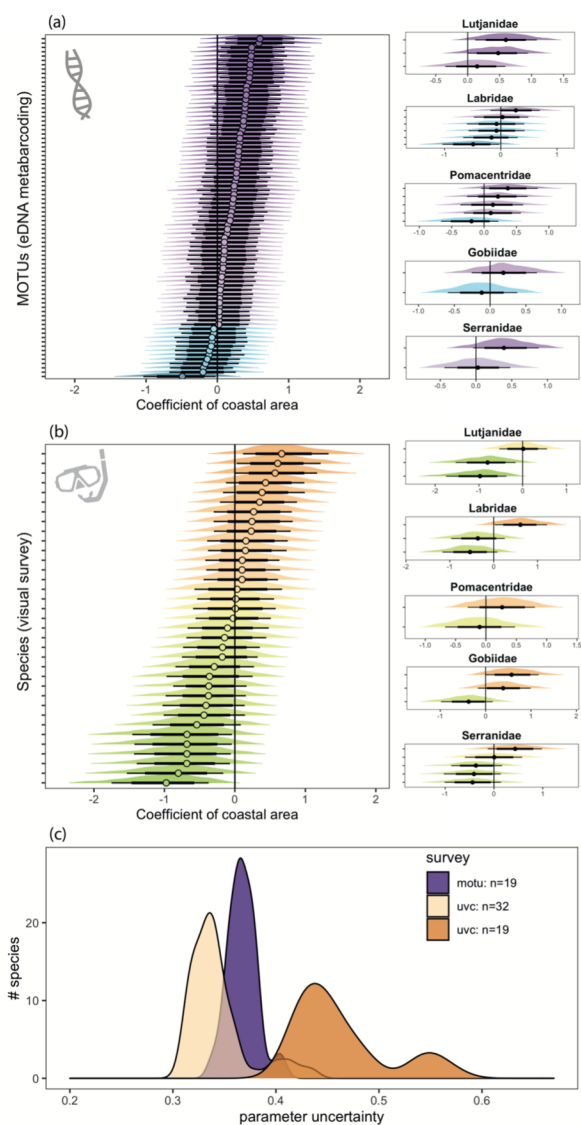 (a)
MOTUs (eDNA metabarcoding)
-2
-1
0
1
2
Coefficient of coastal area
Lutjanidae
-0.5
0.0
0.5
1.0
1.5
Labridae
-1
0
1
Pomacentridae
-1.0
-0.5
0.0
0.5
1.0
Gobiidae
-1.0
-0.5
0.0
0.5
1.0
Serranidae
-0.5
0.0
0.5
1.0
(b)
Species (visual survey)
-2
-1
0
1
2
Coefficient of coastal area
Lutjanidae
-2
-1
0
1
Labridae
-2
-1
0
1
Pomacentridae
-1.0
-0.5
0.0
0.5
1.0
1.5
Gobiidae
-1
0
1
2
Serranidae
-1
0
1
(c)
survey
motu: n=19
uvc: n=32
uvc: n=19
# species
20
10
0
0.2
0.3
0.4
0.5
0.6
parameter uncertainty